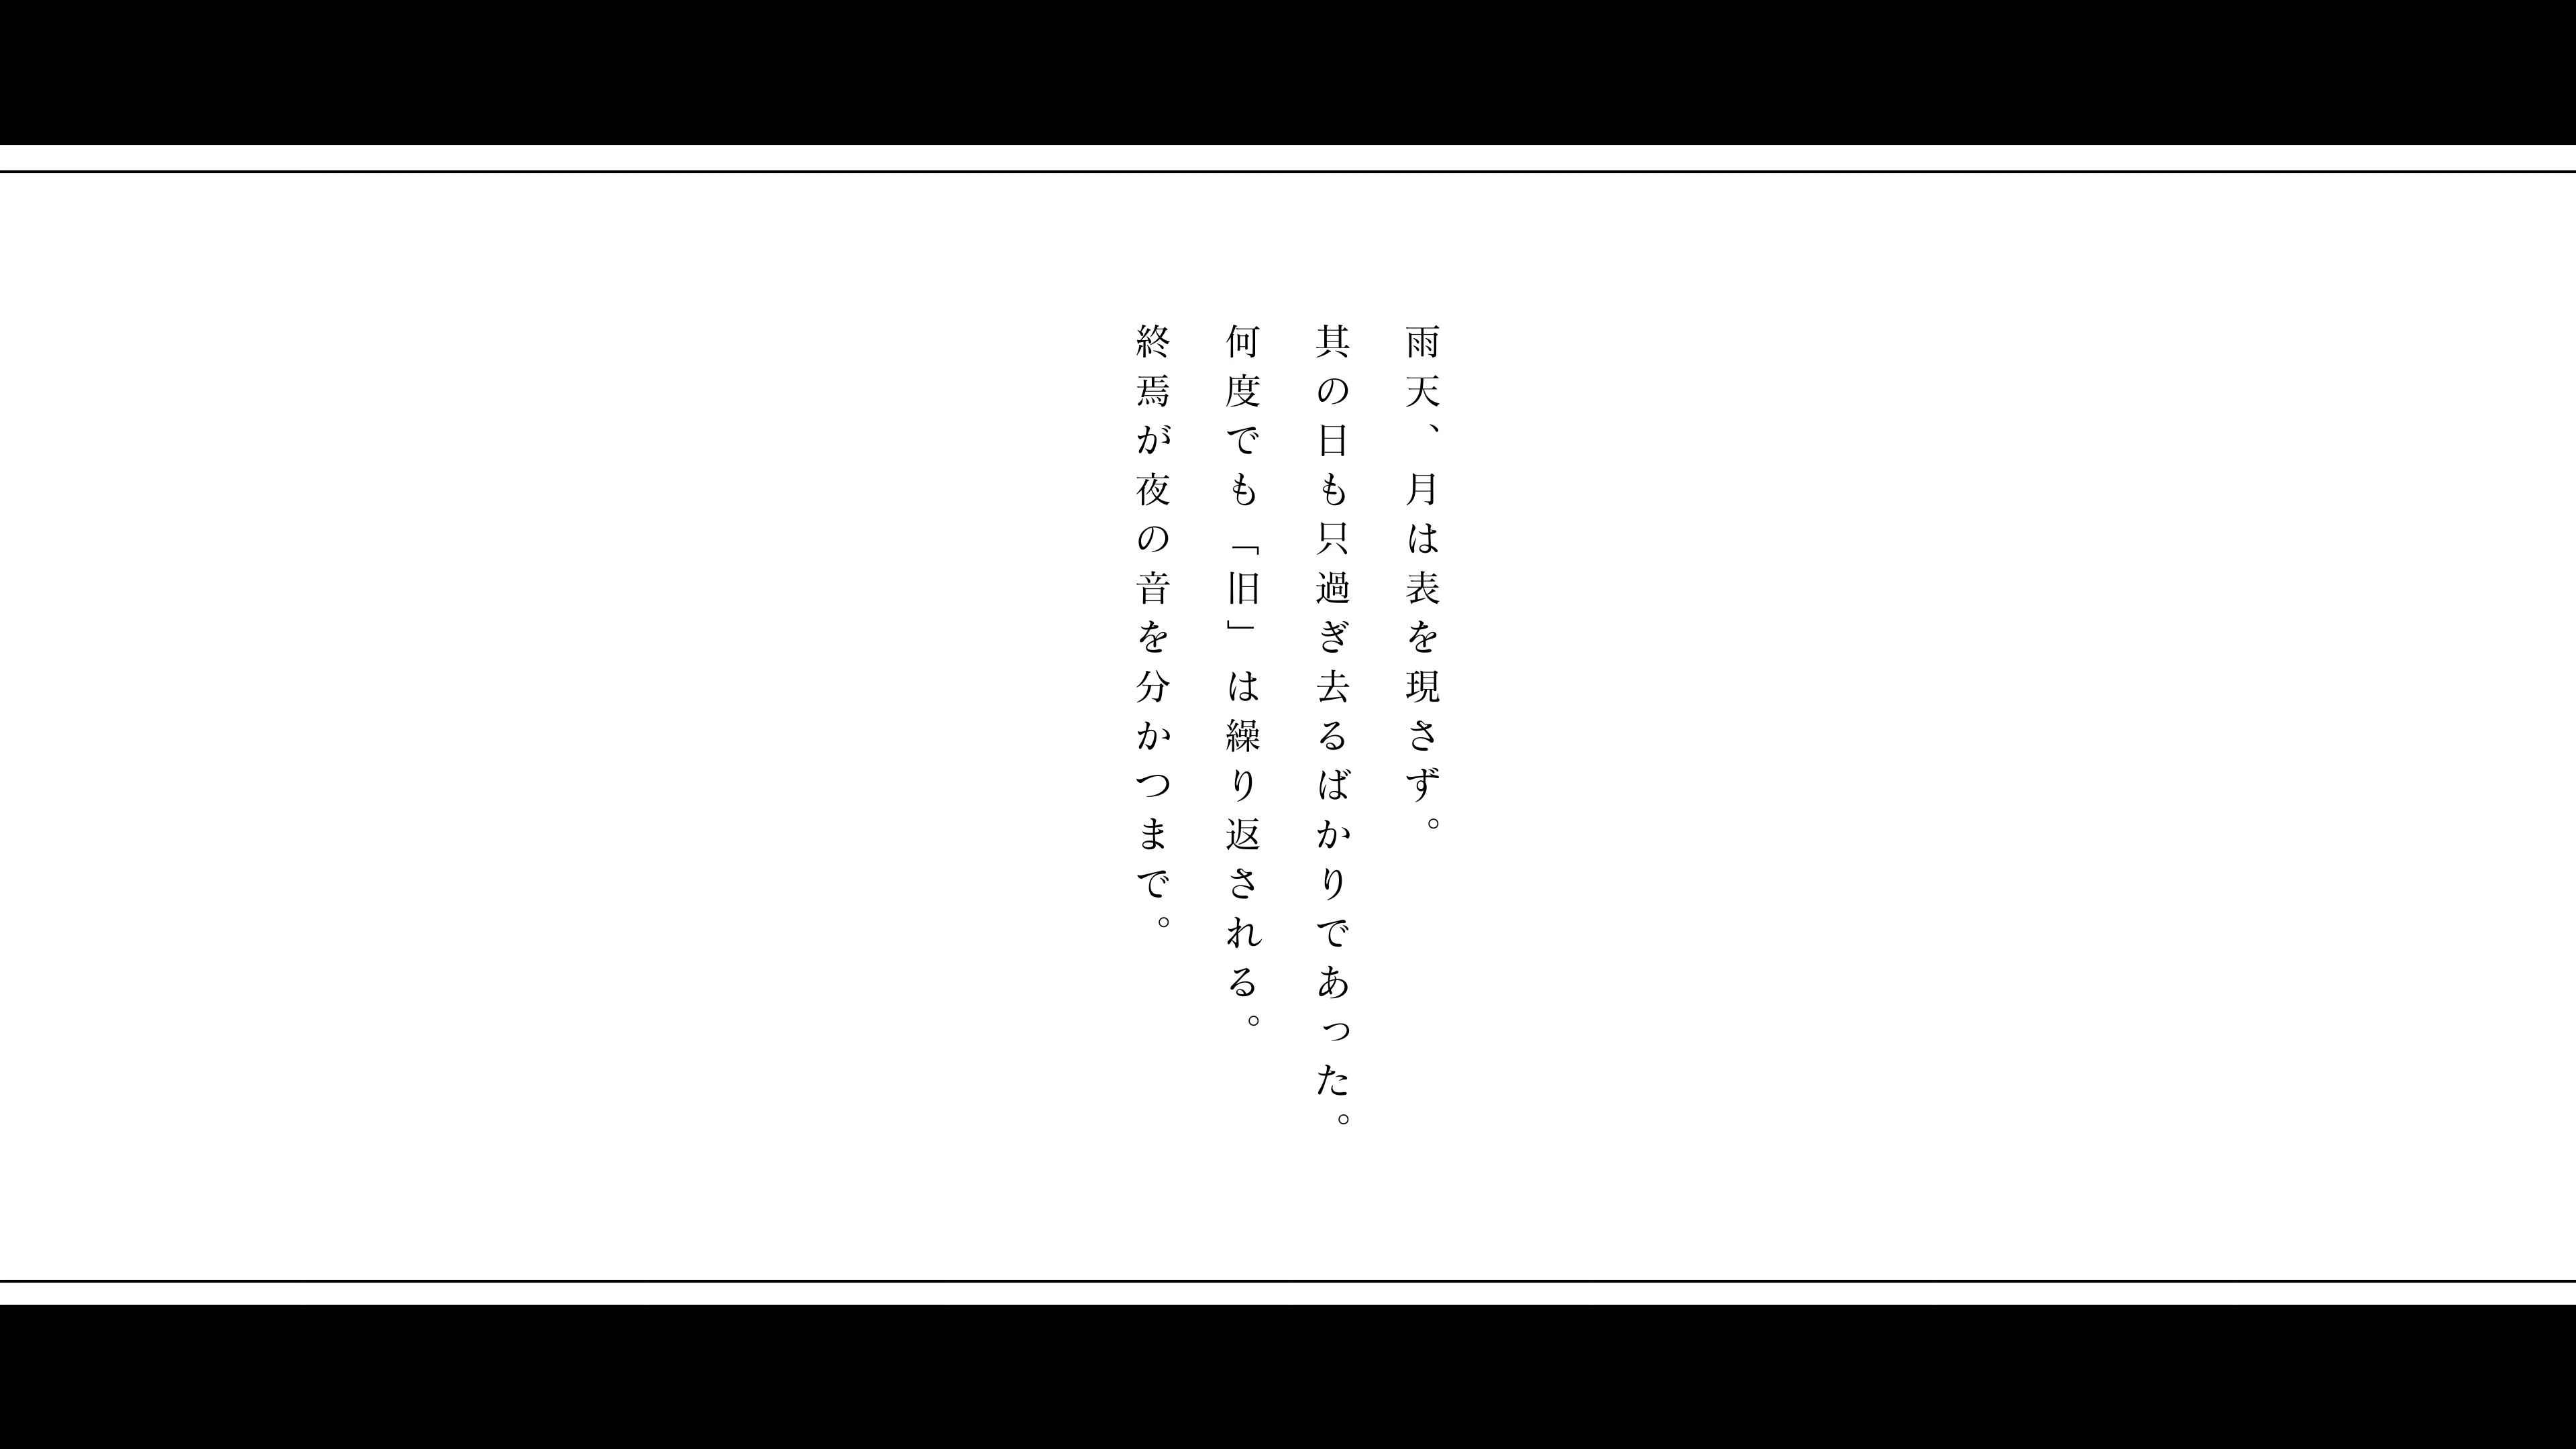 雨天、月は表を現さず。
其の日も只過ぎ去るばかりであった。
何度でも「旧」は繰り返される。
終焉が夜の音を分かつまで。